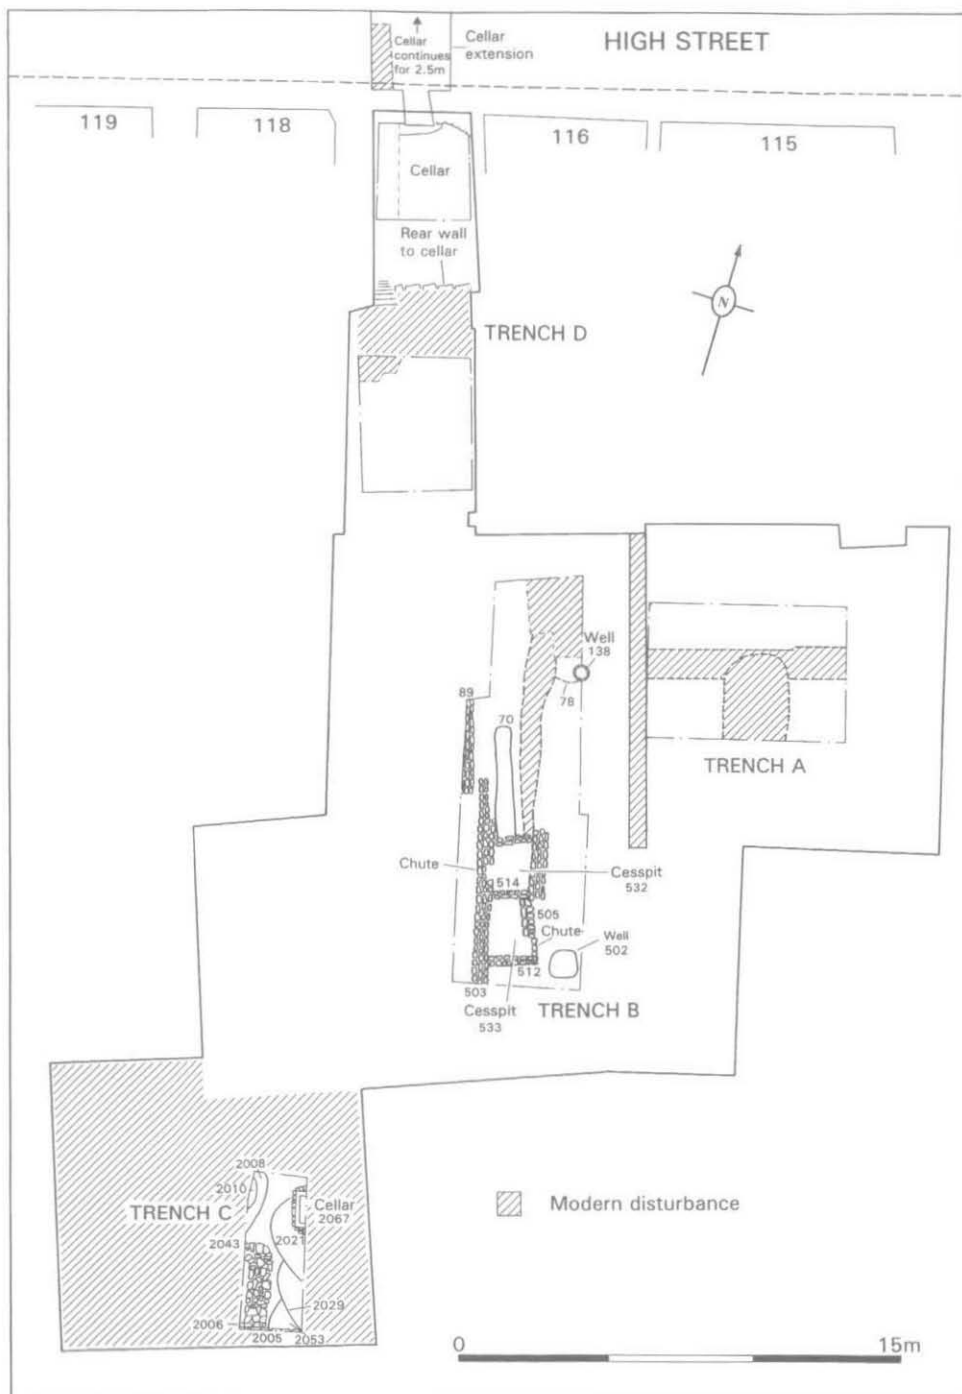 Cellar
continues
for 2.5m
Cellar
extension
HIGH STREET
119
118
116
115
Cellar
Rear wall
to cellar
N
TRENCH D
Well
138
89
78
70
TRENCH A
Chute
514
Cesspit
532
505
Chute
Well
502
512
503
Cesspit
533
TRENCH B
2008
2010
TRENCH C
Cellar
2067
2021
2043
Modern disturbance
2029
2006
2005
2053
0
15m